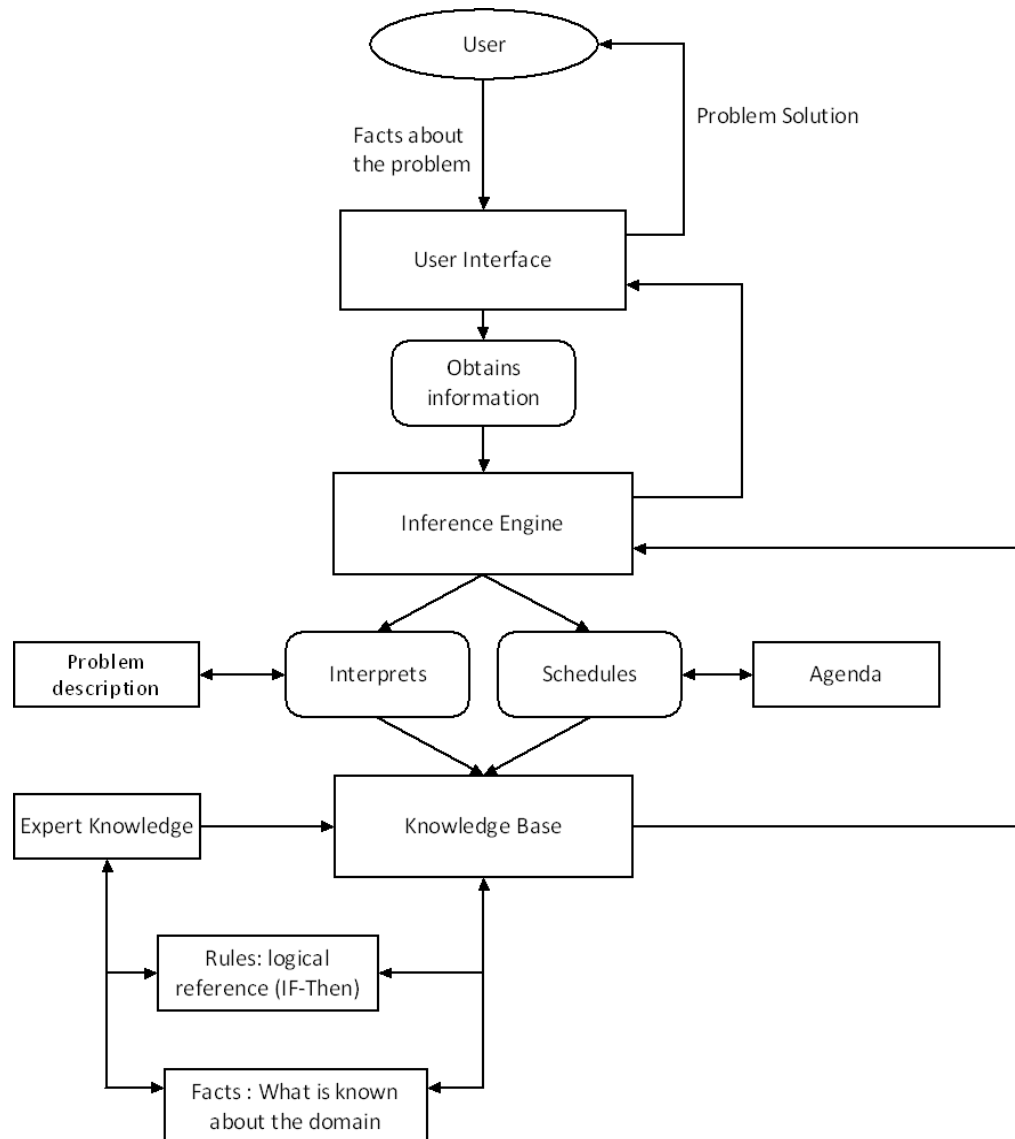 User
Facts about
the problem
Problem Solution
User Interface
Obtains
information
Inference Engine
Problem
description
Interprets
Schedules
Agenda
Expert Knowledge
Knowledge Base
Rules: logical
reference (IF-Then)
Facts : What is known
about the domain